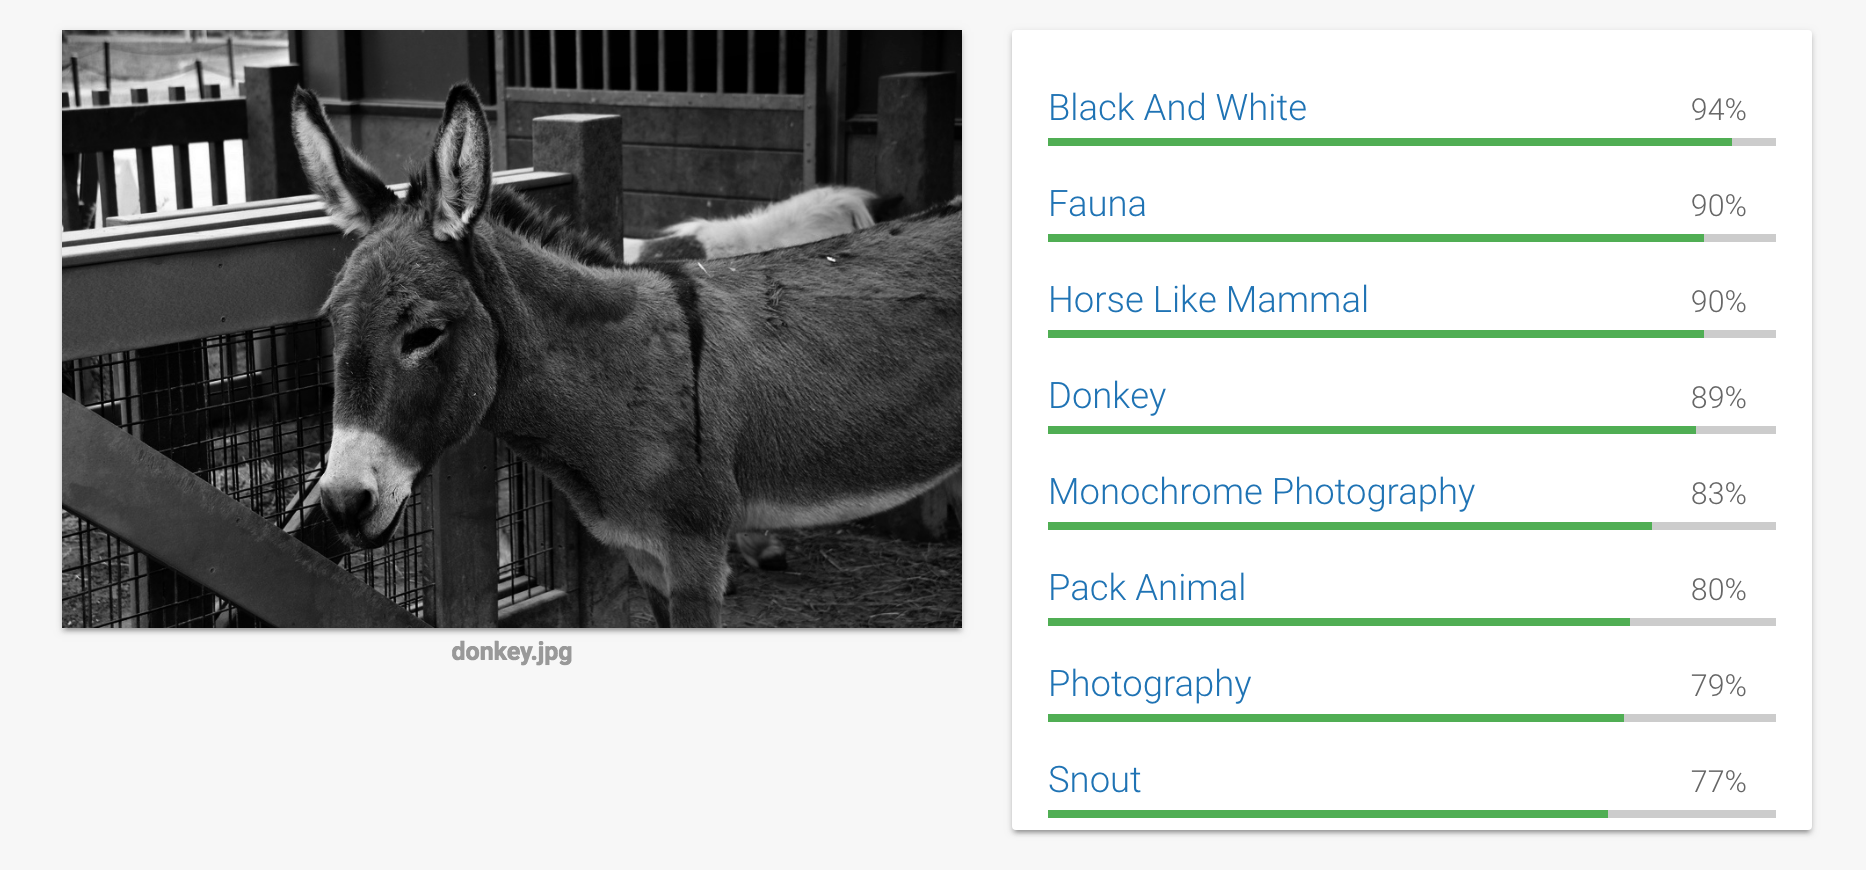 donkey.jpg
Black And White 94%
Fauna 90%
Horse Like Mammal 90%
Donkey 89%
Monochrome Photography 83%
Pack Animal 80%
Photography 79%
Snout 77%